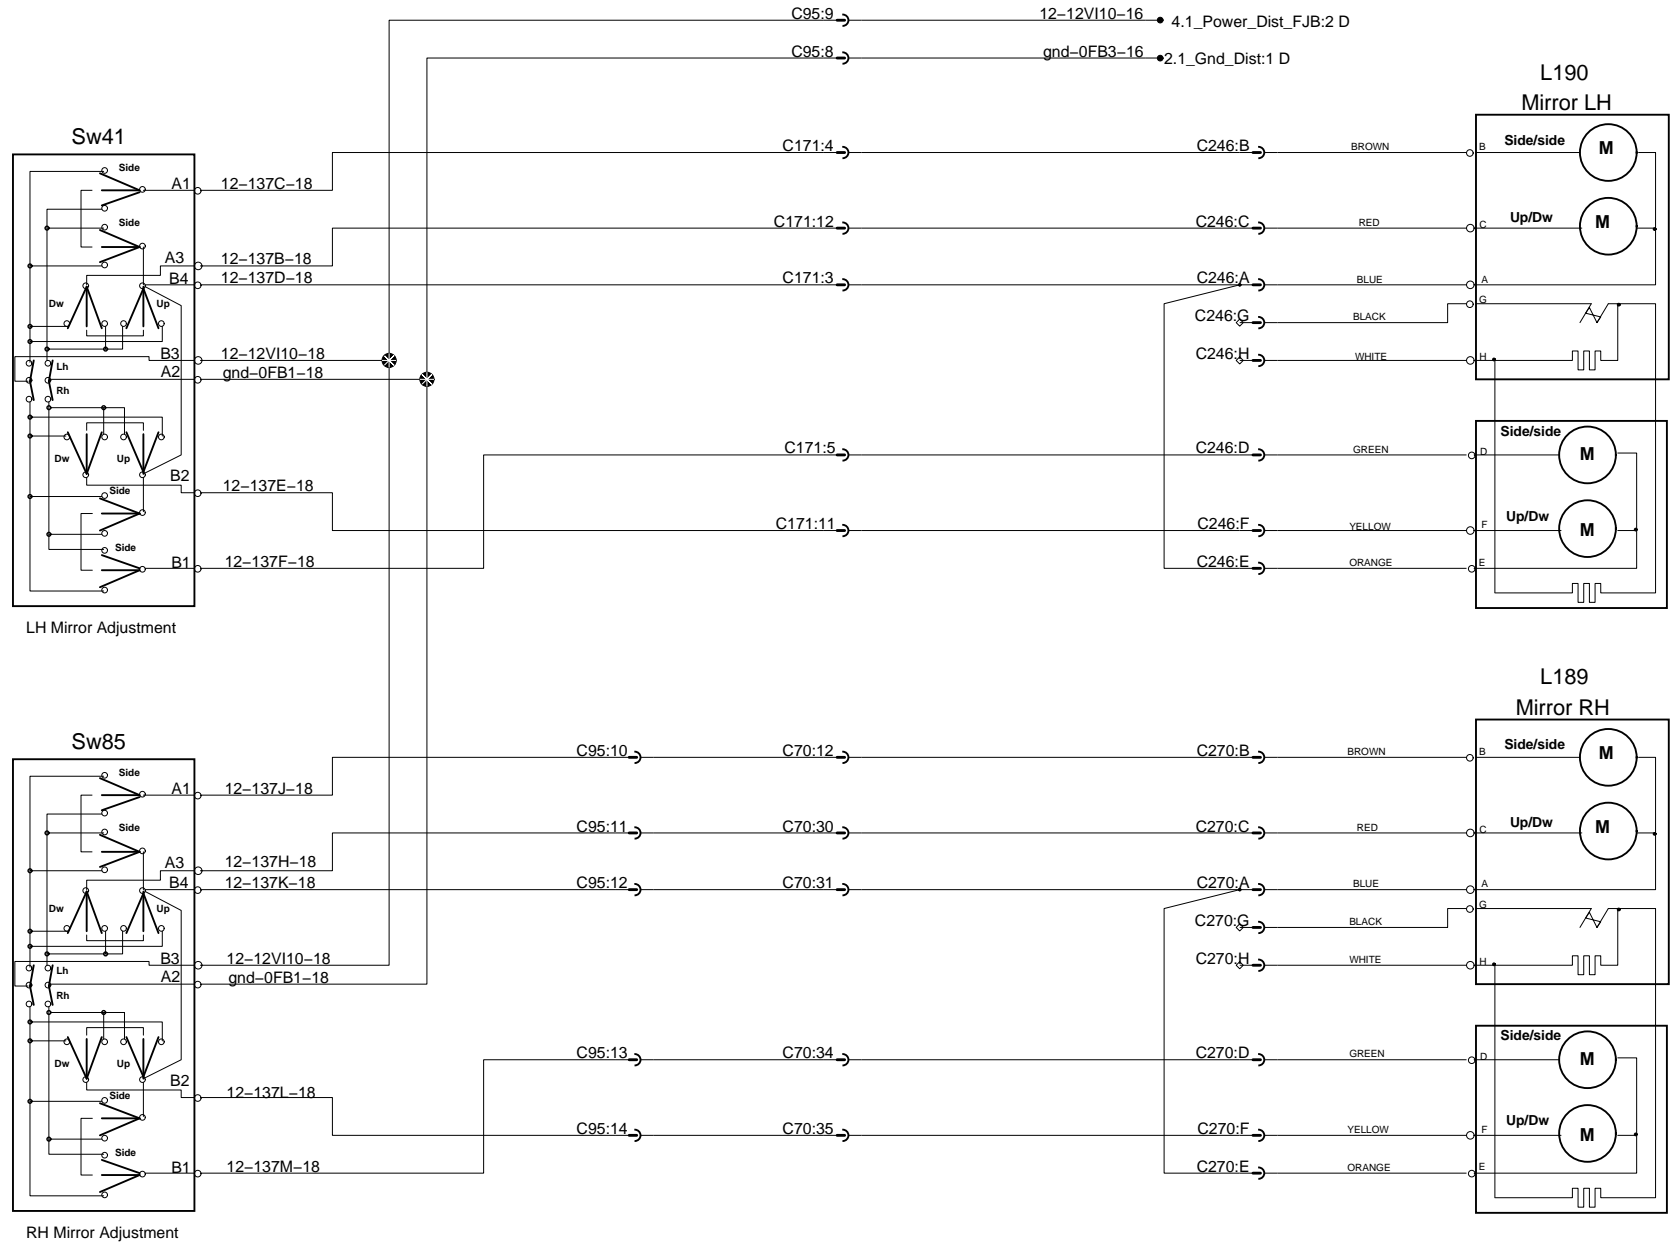 C95:9 12-12VI10-16 4.1_Power_Dist_FJB:2 D
C95:8 gnd-0FB3-16 2.1_Gnd_Dist:1 D
L190
Mirror LH
Sw41
Side
A1 12-137C-18 C171:4 C246:B BROWN B Side/side M
Side
A3 12-137B-18 C171:12 C246:C RED C Up/Dw M
B4 12-137D-18 C171:3 C246:A BLUE A
Dw Up
C246:G BLACK G
B3 12-12VI10-18 C246:H WHITE H
Lh
A2 gnd-0FB1-18
Rh
Dw Up
C171:5 C246:D GREEN D Side/side M
B2 12-137E-18 C171:11 C246:F YELLOW F Up/Dw M
Side
Side
B1 12-137F-18 C246:E ORANGE E
LH Mirror Adjustment
L189
Mirror RH
Sw85
Side
A1 12-137J-18 C95:10 C70:12 C270:B BROWN B Side/side M
Side
A3 12-137H-18 C95:11 C70:30 C270:C RED C Up/Dw M
B4 12-137K-18 C95:12 C70:31 C270:A BLUE A
Dw Up
C270:G BLACK G
B3 12-12VI10-18 C270:H WHITE H
Lh
A2 gnd-0FB1-18
Rh
Dw Up
C95:13 C70:34 C270:D GREEN D Side/side M
B2 12-137L-18 C95:14 C70:35 C270:F YELLOW F Up/Dw M
Side
Side
B1 12-137M-18 C270:E ORANGE E
RH Mirror Adjustment